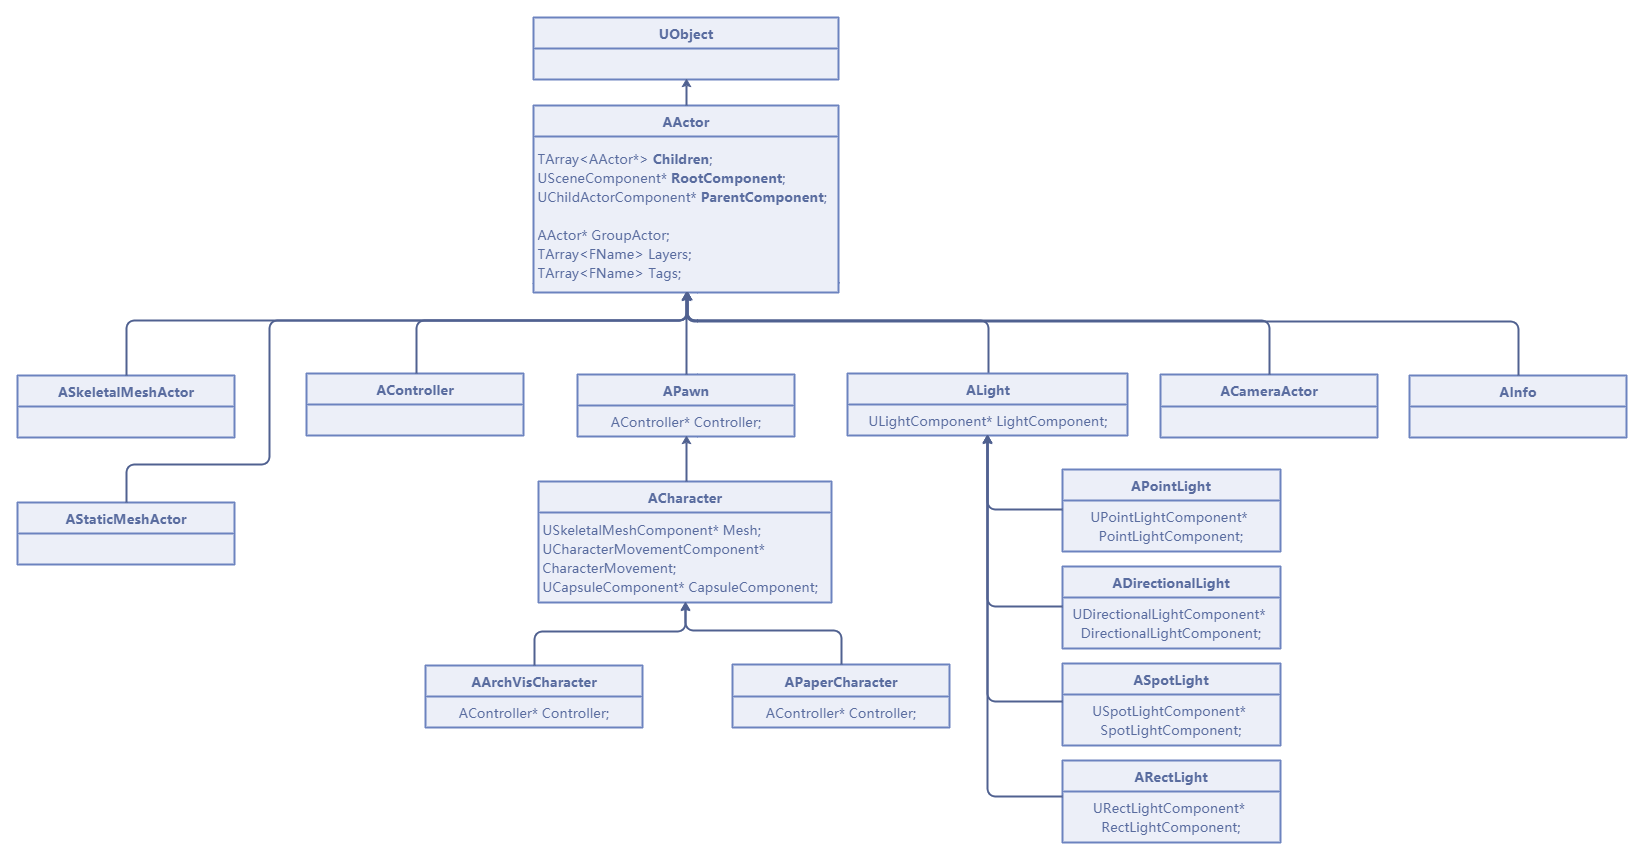 UObject
AActor
TArray<AActor*> Children;
USceneComponent* RootComponent;
UChildActorComponent* ParentComponent;
AActor* GroupActor;
TArray<FName> Layers;
TArray<FName> Tags;
ASkeletalMeshActor
AController
APawn
AController* Controller;
ALight
ULightComponent* LightComponent;
ACameraActor
AInfo
AStaticMeshActor
ACharacter
USkeletalMeshComponent* Mesh;
UCharacterMovementComponent*
CharacterMovement;
UCapsuleComponent* CapsuleComponent;
APointLight
UPointLightComponent*
PointLightComponent;
ADirectionalLight
UDirectionalLightComponent*
DirectionalLightComponent;
AArchVisCharacter
AController* Controller;
APaperCharacter
AController* Controller;
ASpotLight
USpotLightComponent*
SpotLightComponent;
ARectLight
URectLightComponent*
RectLightComponent;